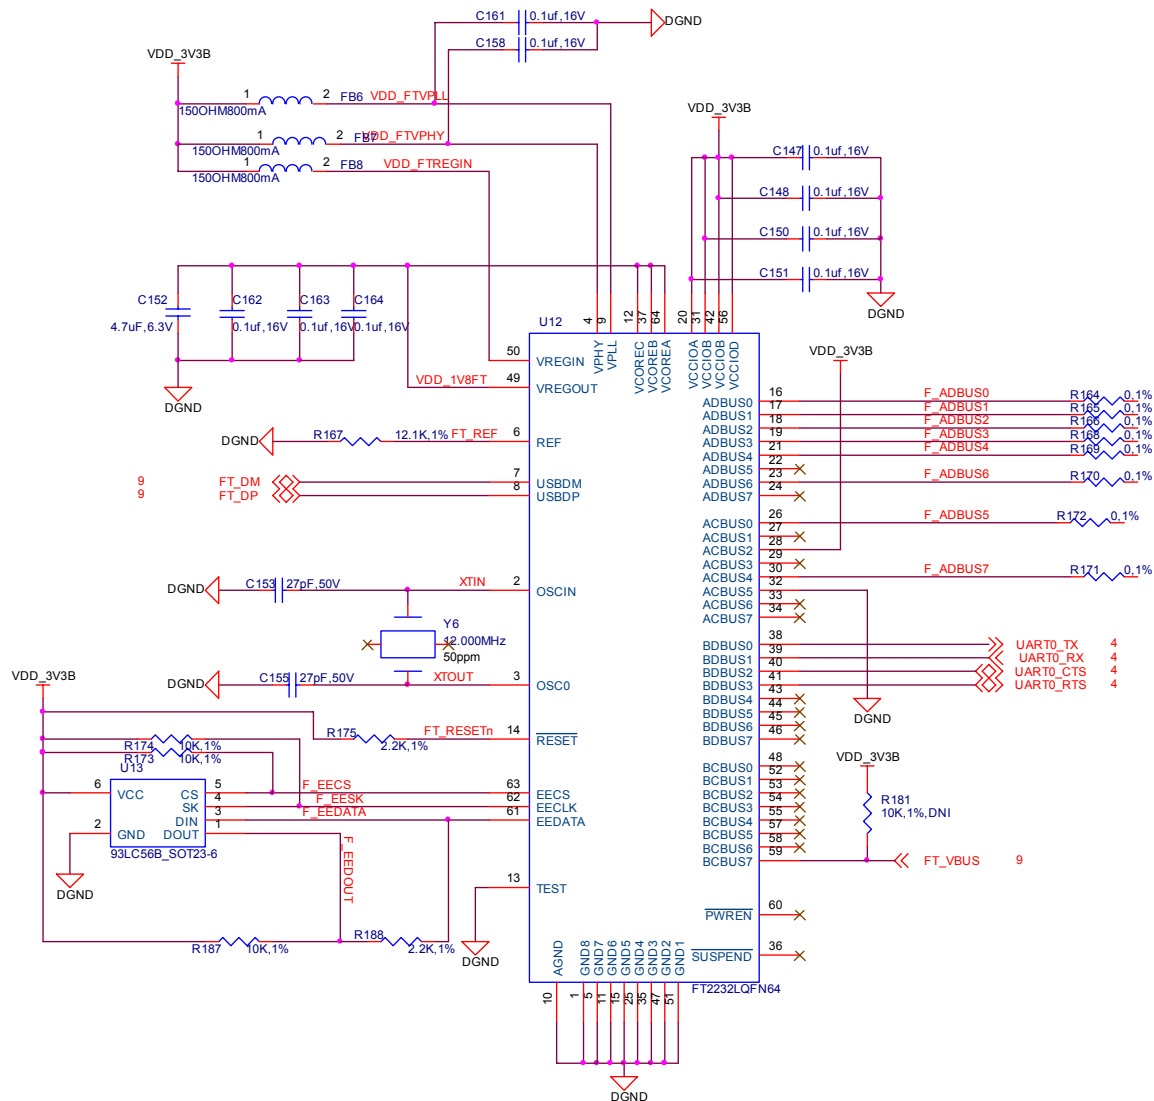 C161 0.1uf,16V
DGND
C158 0.1uf,16V
VDD_3V3B
1 2 FB6 VDD_FTVPLL
150OHM800mA
1 2 FB7 VDD_FTVPHY
150OHM800mA
1 2 FB8 VDD_FTREGIN
150OHM800mA
VDD_3V3B
C147 0.1uf,16V
C148 0.1uf,16V
C150 0.1uf,16V
C151 0.1uf,16V
DGND
C152 C162 C163 C164
4.7uF,6.3V 0.1uf,16V 0.1uf,16V 0.1uf,16V
DGND
U12
4 9 12 37 64 20 31 42 56
VPHY VPLL VCOREC VCOREB VCOREA VCCIOA VCCIOB VCCIOB VCCIOD
50 VREGIN
VDD_1V8FT 49 VREGOUT
DGND R167 12.1K,1% FT_REF 6 REF
9 FT_DM 7 USBDM
9 FT_DP 8 USBDP
DGND C153 27pF,50V XTIN 2 OSCIN
Y6
12.000MHz
50ppm
DGND C155 27pF,50V XTOUT 3 OSC0
VDD_3V3B
R175 2.2K,1% FT_RESETn 14 RESET
R174 10K,1%
R173 10K,1%
U13
6 VCC CS 5 F_EECS 63 EECS
SK 4 F_EESK 62 EECLK
DIN 3 F_EEDATA 61 EEDATA
2 GND DOUT 1
93LC56B_SOT23-6
DGND
F_EEDOUT
R187 10K,1%
R188 2.2K,1%
13 TEST
DGND
VDD_3V3B
ADBUS0 16 F_ADBUS0 R164 0,1%
ADBUS1 17 F_ADBUS1 R165 0,1%
ADBUS2 18 F_ADBUS2 R166 0,1%
ADBUS3 19 F_ADBUS3 R168 0,1%
ADBUS4 21 F_ADBUS4 R169 0,1%
ADBUS5 22
ADBUS6 23 F_ADBUS6 R170 0,1%
ADBUS7 24
ACBUS0 26 F_ADBUS5 R172 0,1%
ACBUS1 27
ACBUS2 28
ACBUS3 29
ACBUS4 30 F_ADBUS7 R171 0,1%
ACBUS5 32
ACBUS6 33
ACBUS7 34
BDBUS0 38 UART0_TX 4
BDBUS1 39 UART0_RX 4
BDBUS2 40 UART0_CTS 4
BDBUS3 41 UART0_RTS 4
BDBUS4 43
BDBUS5 44
BDBUS6 45
BDBUS7 46
DGND
VDD_3V3B
BCBUS0 48
BCBUS1 52
BCBUS2 53
BCBUS3 54
BCBUS4 55
BCBUS5 57
BCBUS6 58
BCBUS7 59 FT_VBUS 9
R181
10K,1%,DNI
PWREN 60
SUSPEND 36
AGND GND8 GND7 GND6 GND5 GND4 GND3 GND2 GND1
10 1 5 11 15 25 35 47 51
FT2232LQFN64
DGND